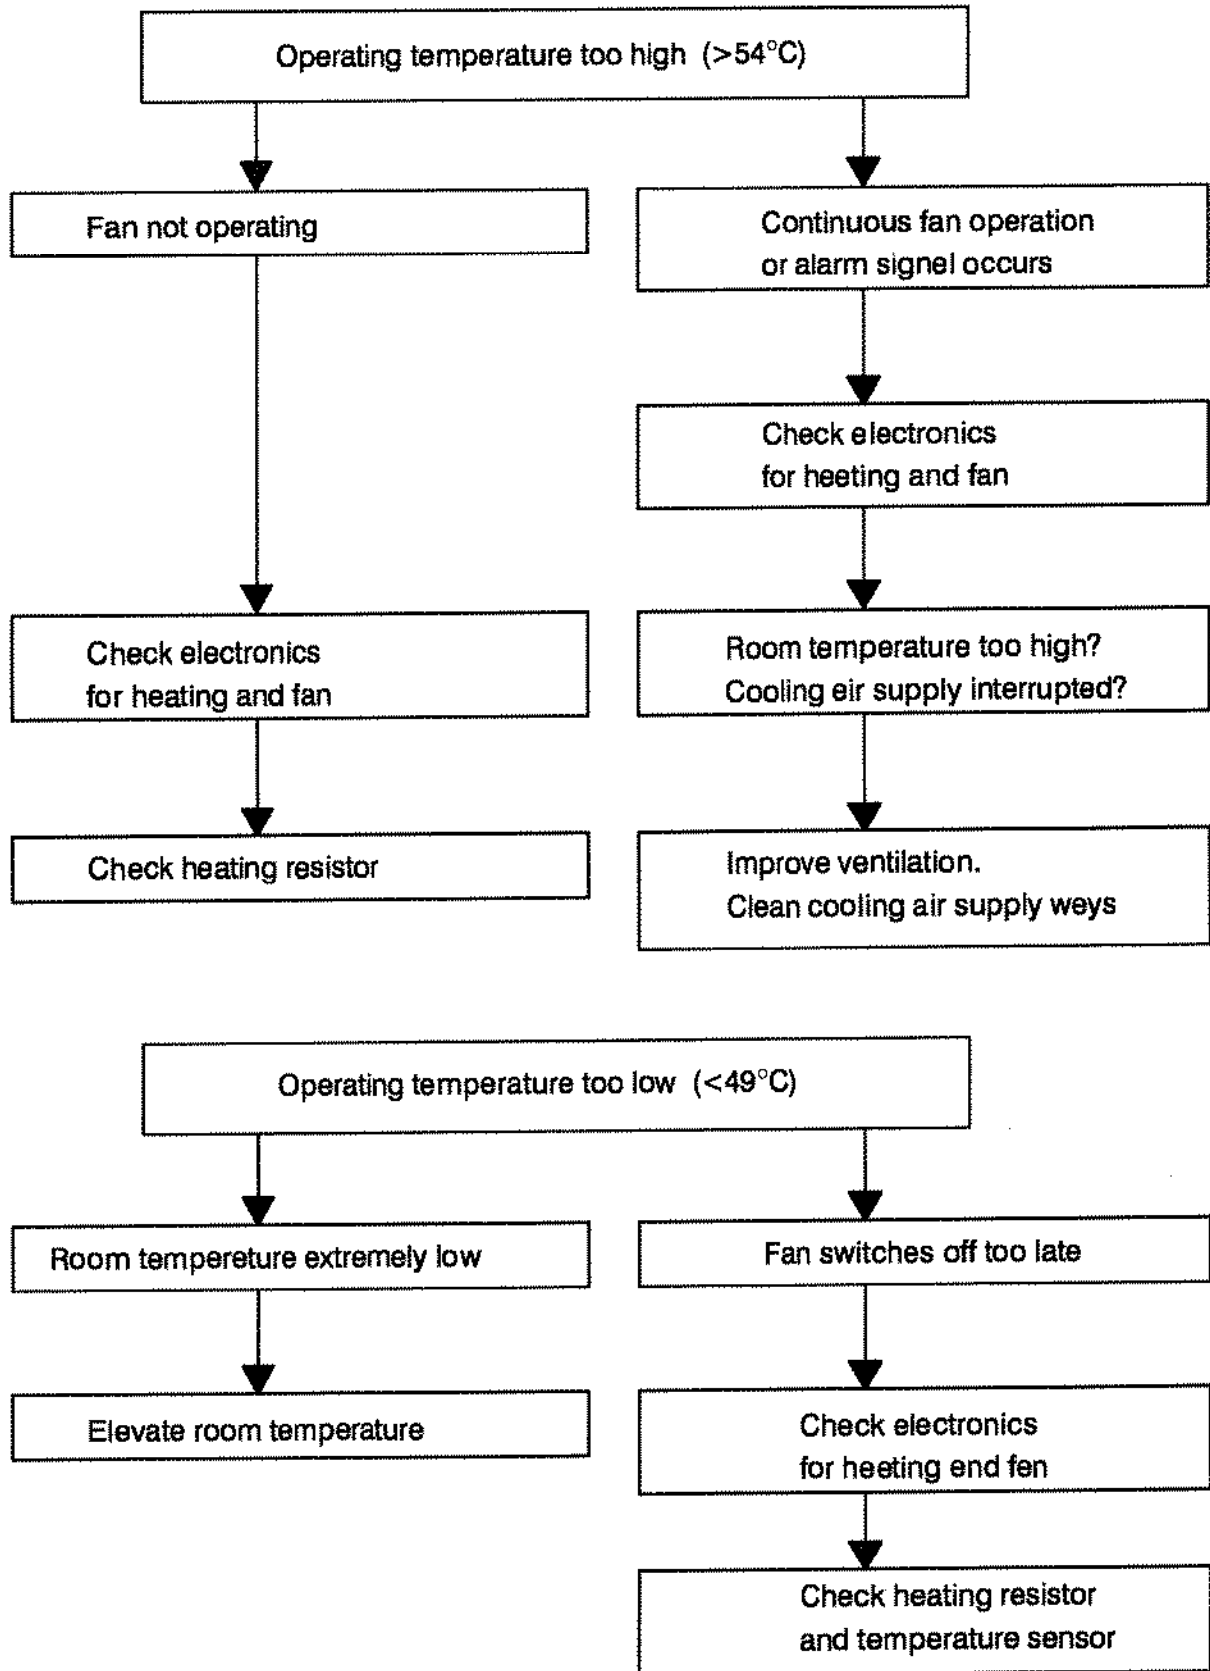 Operating temperature too high (>54°C)
Fan not operating
Continuous fan operation
or alarm signel occurs
Check electronics
for heeting and fan
Check electronics
for heating and fan
Room temperature too high?
Cooling eir supply interrupted?
Check heating resistor
Improve ventilation.
Clean cooling air supply weys
Operating temperature too low (<49°C)
Room tempereture extremely low
Fan switches off too late
Elevate room temperature
Check electronics
for heeting end fen
Check heating resistor
and temperature sensor